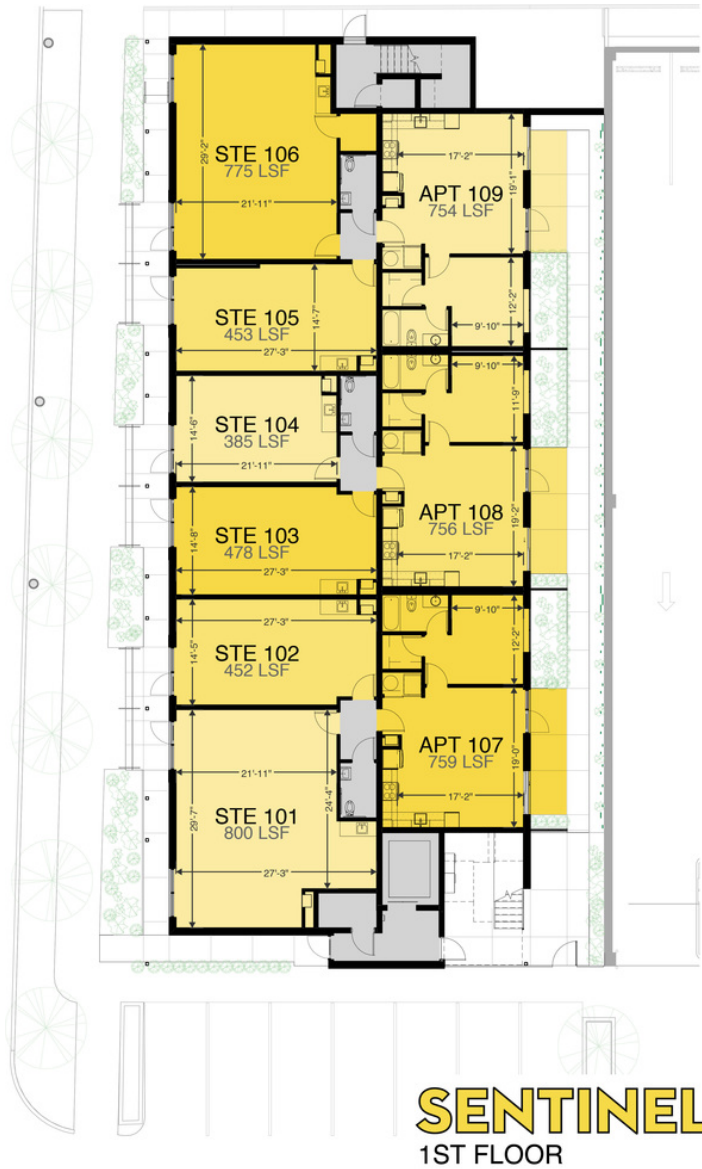 29'-2"
STE 106
775 LSF
21'-11"
17'-2"
19'-1"
APT 109
754 LSF
STE 105
453 LSF
14'-7"
27'-3"
12'-2"
9'-10"
STE 104
385 LSF
14'-6"
21'-11"
9'-10"
11'-9"
STE 103
478 LSF
14'-8"
27'-3"
APT 108
756 LSF
19'-2"
17'-2"
27'-3"
STE 102
452 LSF
14'-5"
9'-10"
12'-2"
21'-11"
STE 101
800 LSF
29'-7"
24'-4"
27'-3"
APT 107
759 LSF
19'-0"
17'-2"
SENTINEL
1ST FLOOR